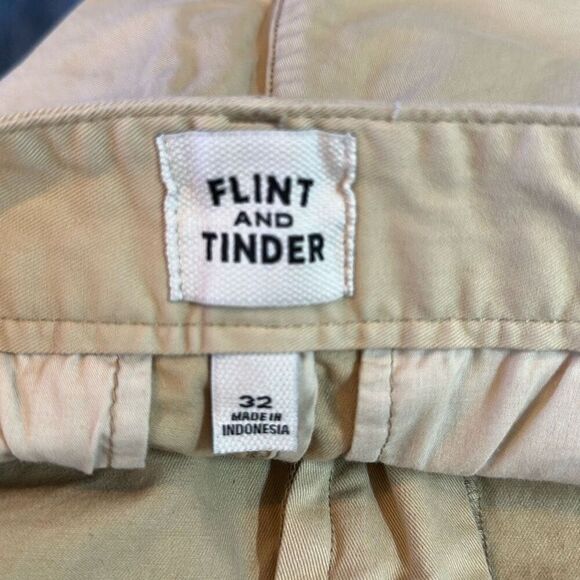 FLINT
AND
TINDER
32
MADE IN
INDONESIA